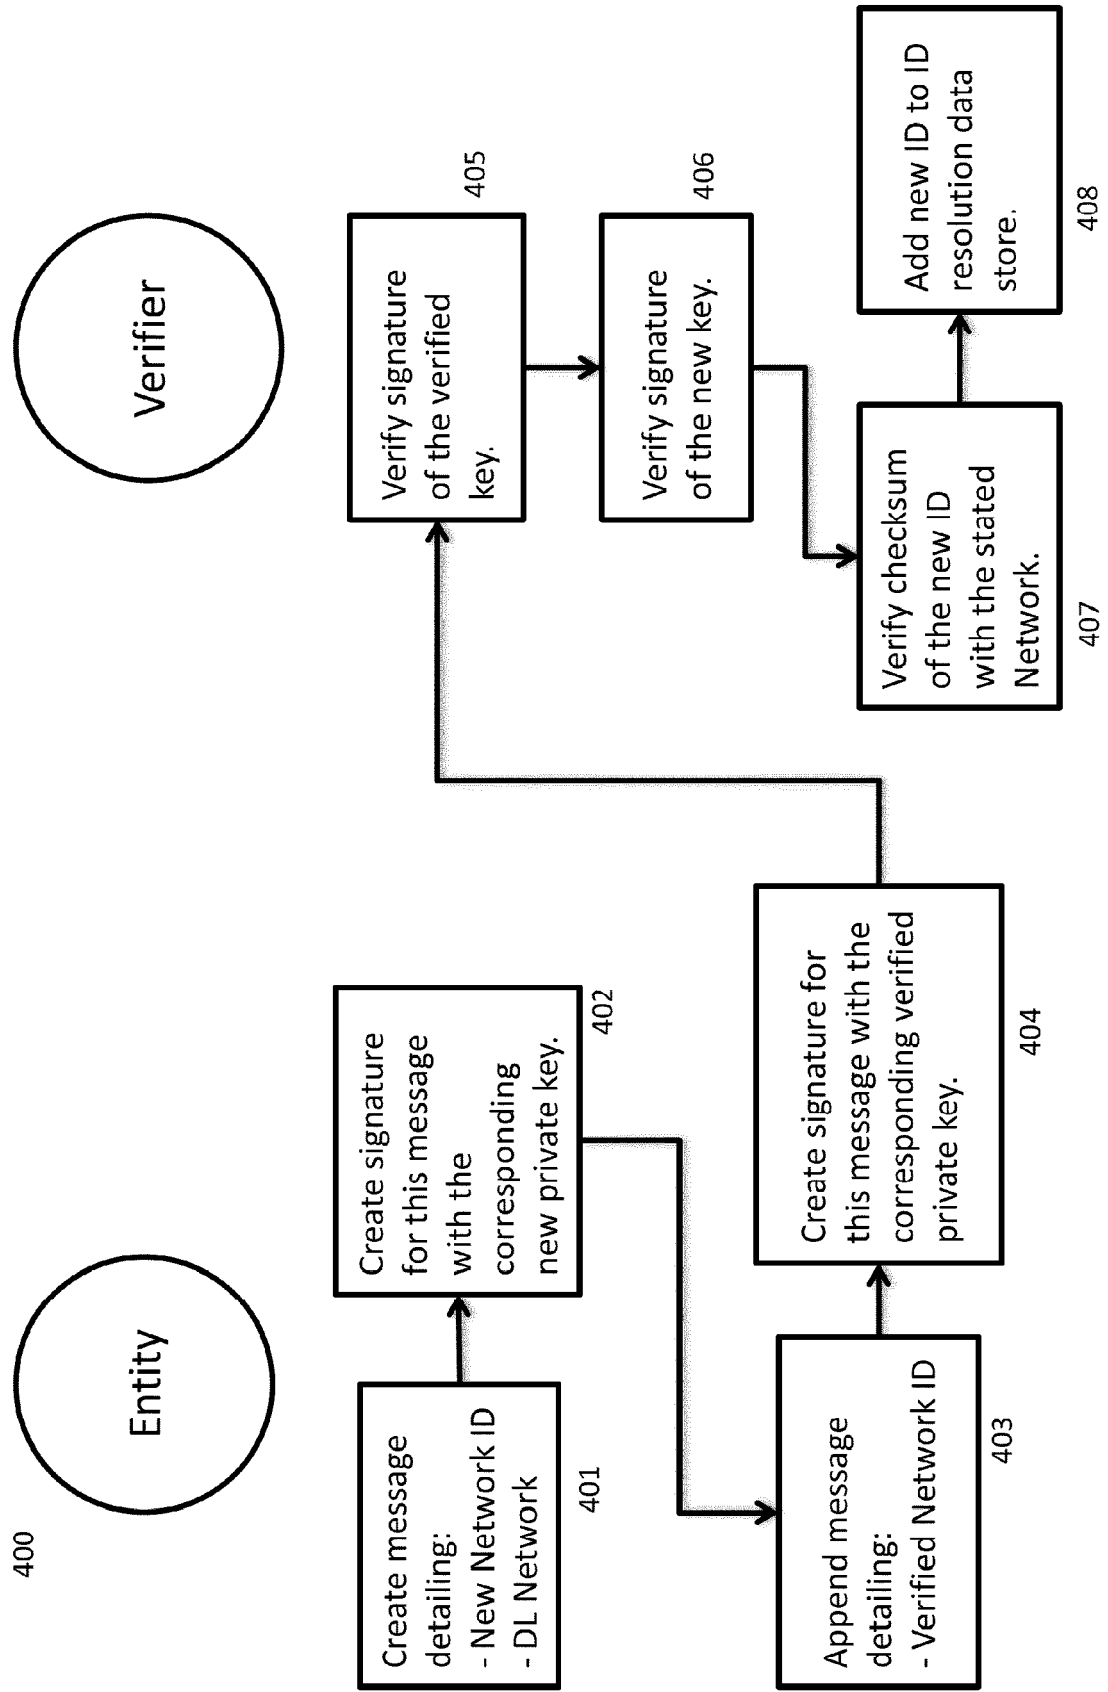 400
Entity
Verifier
Create message
detailing:
- New Network ID
- DL Network
401
Create signature
for this message
with the
corresponding
new private key.
402
Append message
detailing:
- Verified Network ID
403
Create signature for
this message with the
corresponding verified
private key.
404
Verify signature
of the verified
key.
405
Verify signature
of the new key.
406
Verify checksum
of the new ID
with the stated
Network.
407
Add new ID to ID
resolution data
store.
408